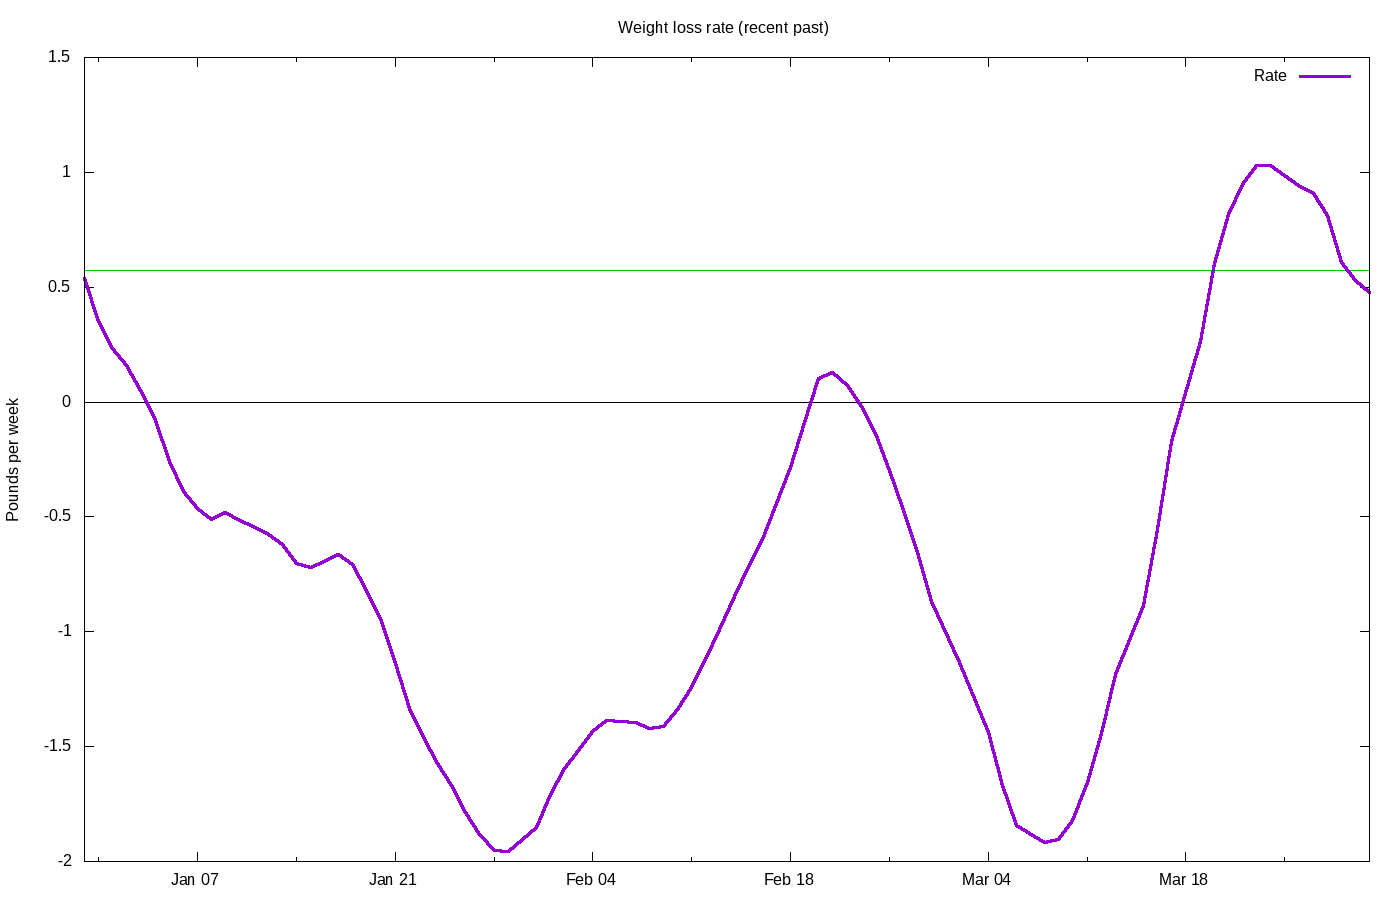 Weight loss rate (recent past)
Rate
1.5
1
0.5
0
-0.5
-1
-1.5
-2
Pounds per week
Jan 07
Jan 21
Feb 04
Feb 18
Mar 04
Mar 18